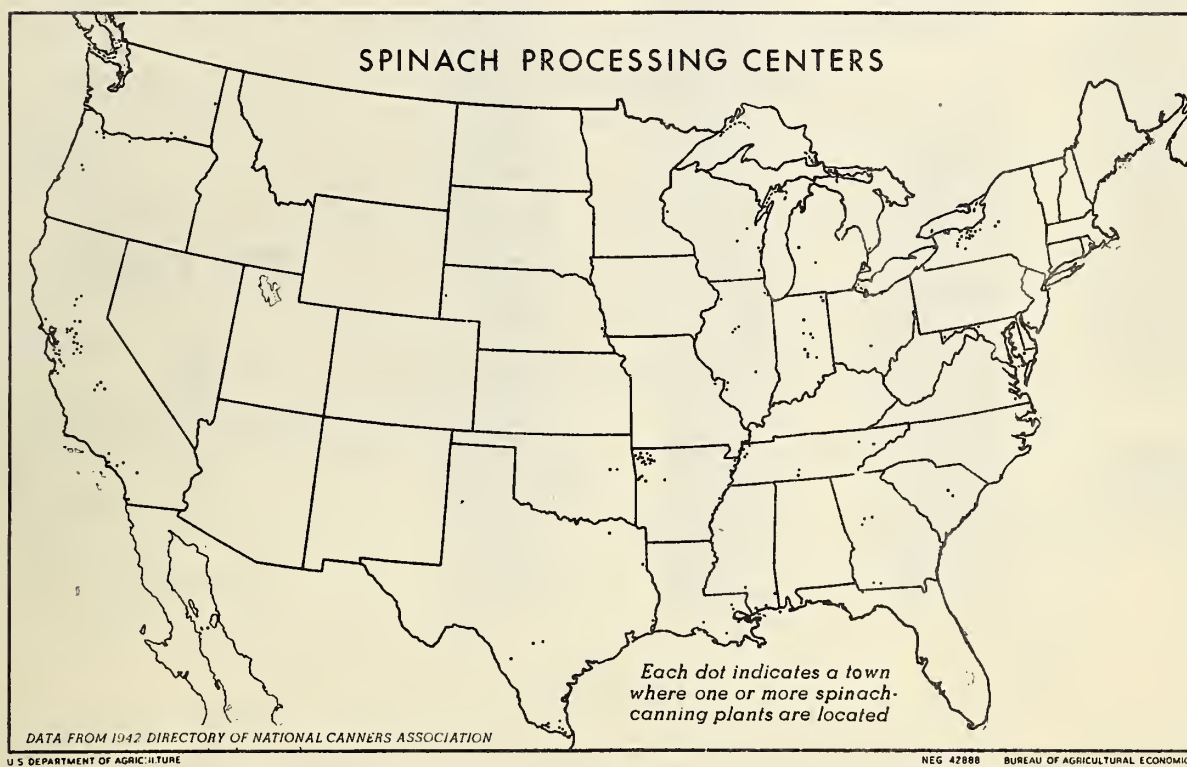 SPINACH PROCESSING CENTERS
Each dot indicates a town
where one or more spinach-
canning plants are located
DATA FROM 1942 DIRECTORY OF NATIONAL CANNERS ASSOCIATION
U S DEPARTMENT OF AGRICULTURE
NEG 42888 BUREAU OF AGRICULTURAL ECONOMIC